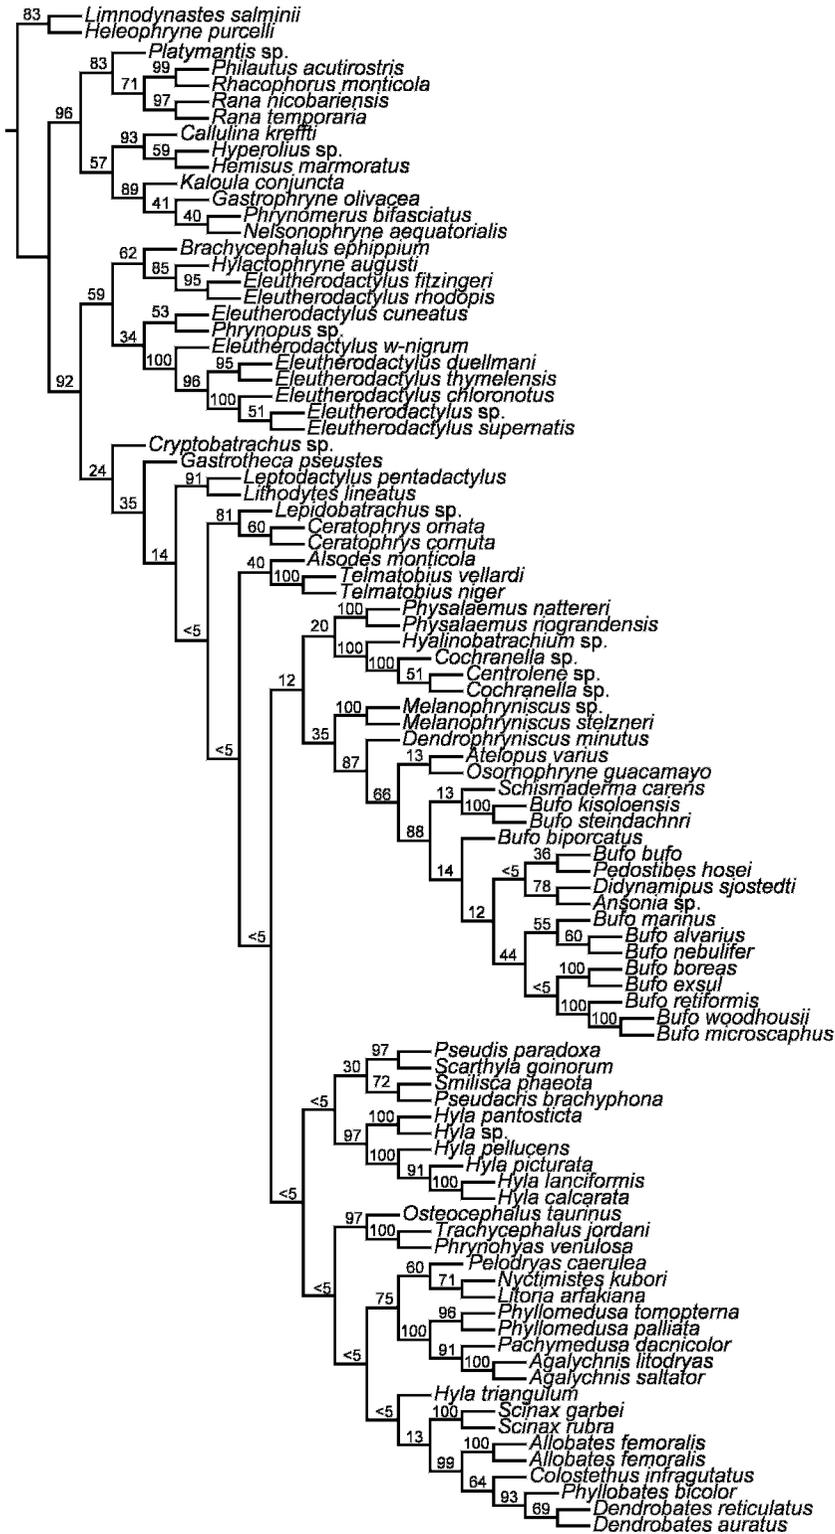 83
Limnodynastes salminii
Heleophryne purcelli
Platymantis sp.
83
99
Philautus acutirostris
71
Rhacophorus monticola
97
Rana nicobariensis
96
Rana temporaria
93
Callulina kreffti
59
Hyperolius sp.
57
Hemisus marmoratus
89
Kaloula conjuncta
41
Gastrophryne olivacea
40
Phrynomerus bifasciatus
Nelsonophryne aequatorialis
62
Brachycephalus ephippium
85
Hylactophryne augusti
95
Eleutherodactylus fitzingeri
59
Eleutherodactylus rhodopis
53
Eleutherodactylus cuneatus
34
Phrynopus sp.
100
Eleutherodactylus w-nigrum
95
Eleutherodactylus duellmani
92
96
Eleutherodactylus thymelensis
100
Eleutherodactylus chloronotus
51
Eleutherodactylus sp.
Eleutherodactylus supernatis
Cryptobatrachus sp.
24
Gastrotheca pseustes
91
Leptodactylus pentadactylus
35
Lithodytes lineatus
81
Lepidobatrachus sp.
60
Ceratophrys ornata
Ceratophrys cornuta
14
40
Alsodes monticola
100
Telmatobius vellardi
Telmatobius niger
100
Physalaemus nattereri
<5
20
Physalaemus riograndensis
100
Hyalinobatrachium sp.
100
Cochranella sp.
51
Centrolene sp.
12
Cochranella sp.
100
Melanophryniscus sp.
35
Melanophryniscus stelzneri
Dendrophryniscus minutus
<5
87
13
Atelopus varius
Osornophryne guacamayo
66
13
Schismaderma carens
100
Bufo kisoloensis
Bufo steindachnri
88
Bufo biporcatus
36
Bufo bufo
14
<5
Pedostibes hosei
78
Didynamipus sjostedti
Ansonia sp.
12
55
Bufo marinus
60
Bufo alvarius
<5
44
Bufo nebulifer
100
Bufo boreas
<5
Bufo exsul
100
Bufo retiformis
100
Bufo woodhousii
Bufo microscaphus
97
Pseudis paradoxa
30
Scarthyla goinorum
72
Smilisca phaeota
<5
Pseudacris brachyphona
100
Hyla pantosticta
97
Hyla sp.
100
Hyla pellucens
91
Hyla picturata
100
Hyla lanciformis
<5
Hyla calcarata
97
Osteocephalus taurinus
100
Trachycephalus jordani
Phrynohyas venulosa
60
Pelodryas caerulea
<5
71
Nyctimistes kubori
75
Litoria arfakiana
96
Phyllomedusa tomopterna
100
Phyllomedusa palliata
91
Pachymedusa dacnicolor
<5
100
Agalychnis litodryas
Agalychnis saltator
Hyla triangulum
<5
100
Scinax garbei
13
Scinax rubra
100
Allobates femoralis
99
Allobates femoralis
64
Colostethus infragutatus
93
Phyllobates bicolor
69
Dendrobates reticulatus
Dendrobates auratus